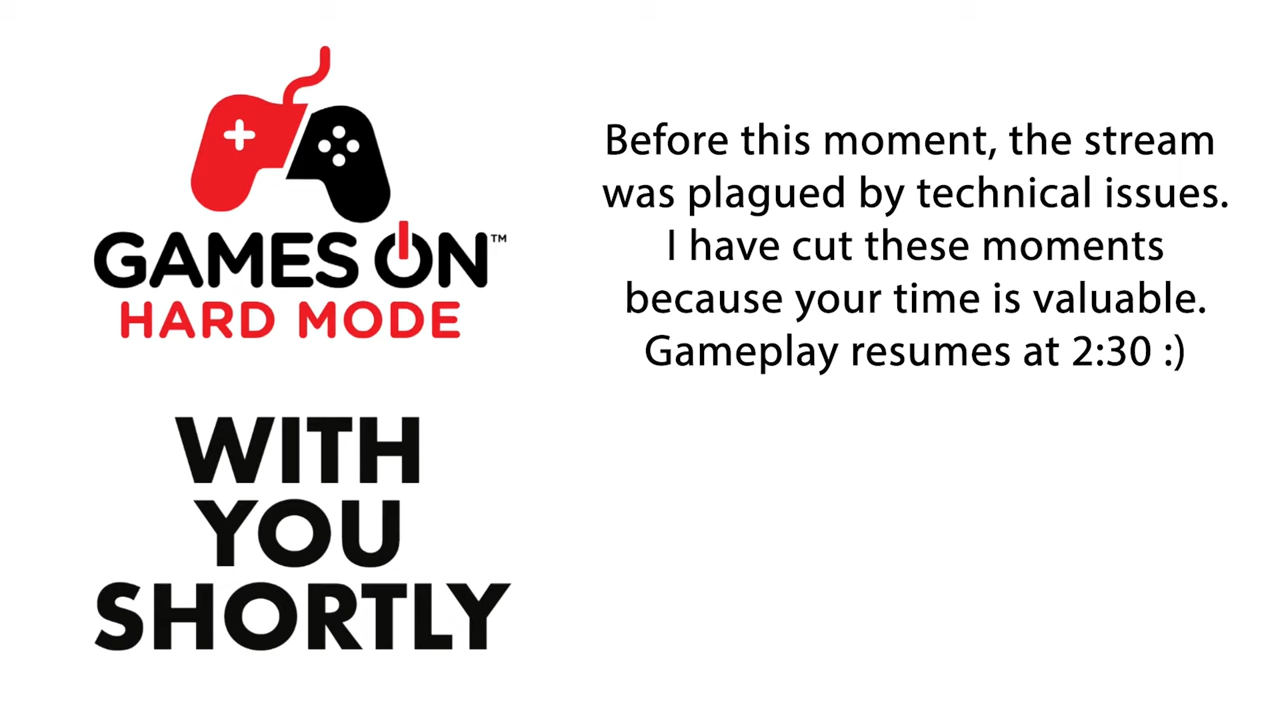 GAMES ON™
HARD MODE
WITH
YOU
SHORTLY
Before this moment, the stream
was plagued by technical issues.
I have cut these moments
because your time is valuable.
Gameplay resumes at 2:30 :)